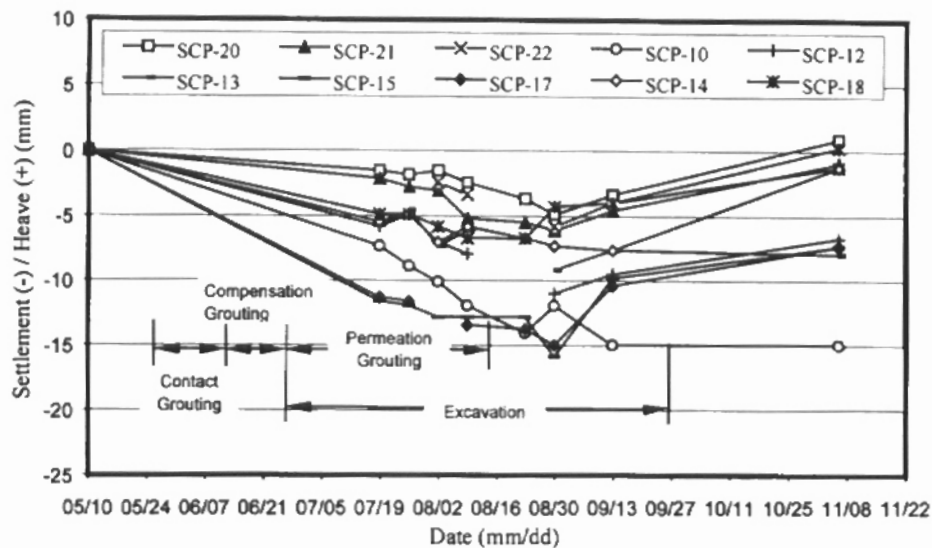 10
5
0
-5
-10
-15
-20
-25
Settlement (-) / Heave (+) (mm)
SCP-20 SCP-21 SCP-22 SCP-10 SCP-12
SCP-13 SCP-15 SCP-17 SCP-14 SCP-18
Compensation
Grouting
Permeation
Grouting
Contact
Grouting
Excavation
05/10 05/24 06/07 06/21 07/05 07/19 08/02 08/16 08/30 09/13 09/27 10/11 10/25 11/08 11/22
Date (mm/dd)